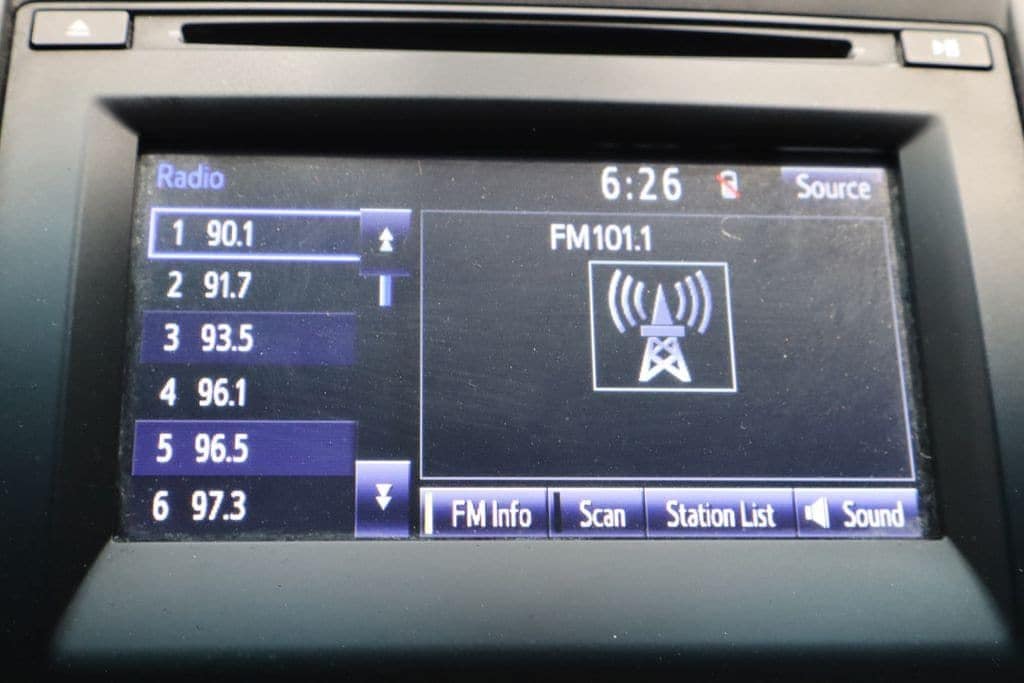 Radio 6:26 Source
1 90.1
2 91.7
3 93.5
4 96.1
5 96.5
6 97.3
FM101.1
FM Info Scan Station List Sound